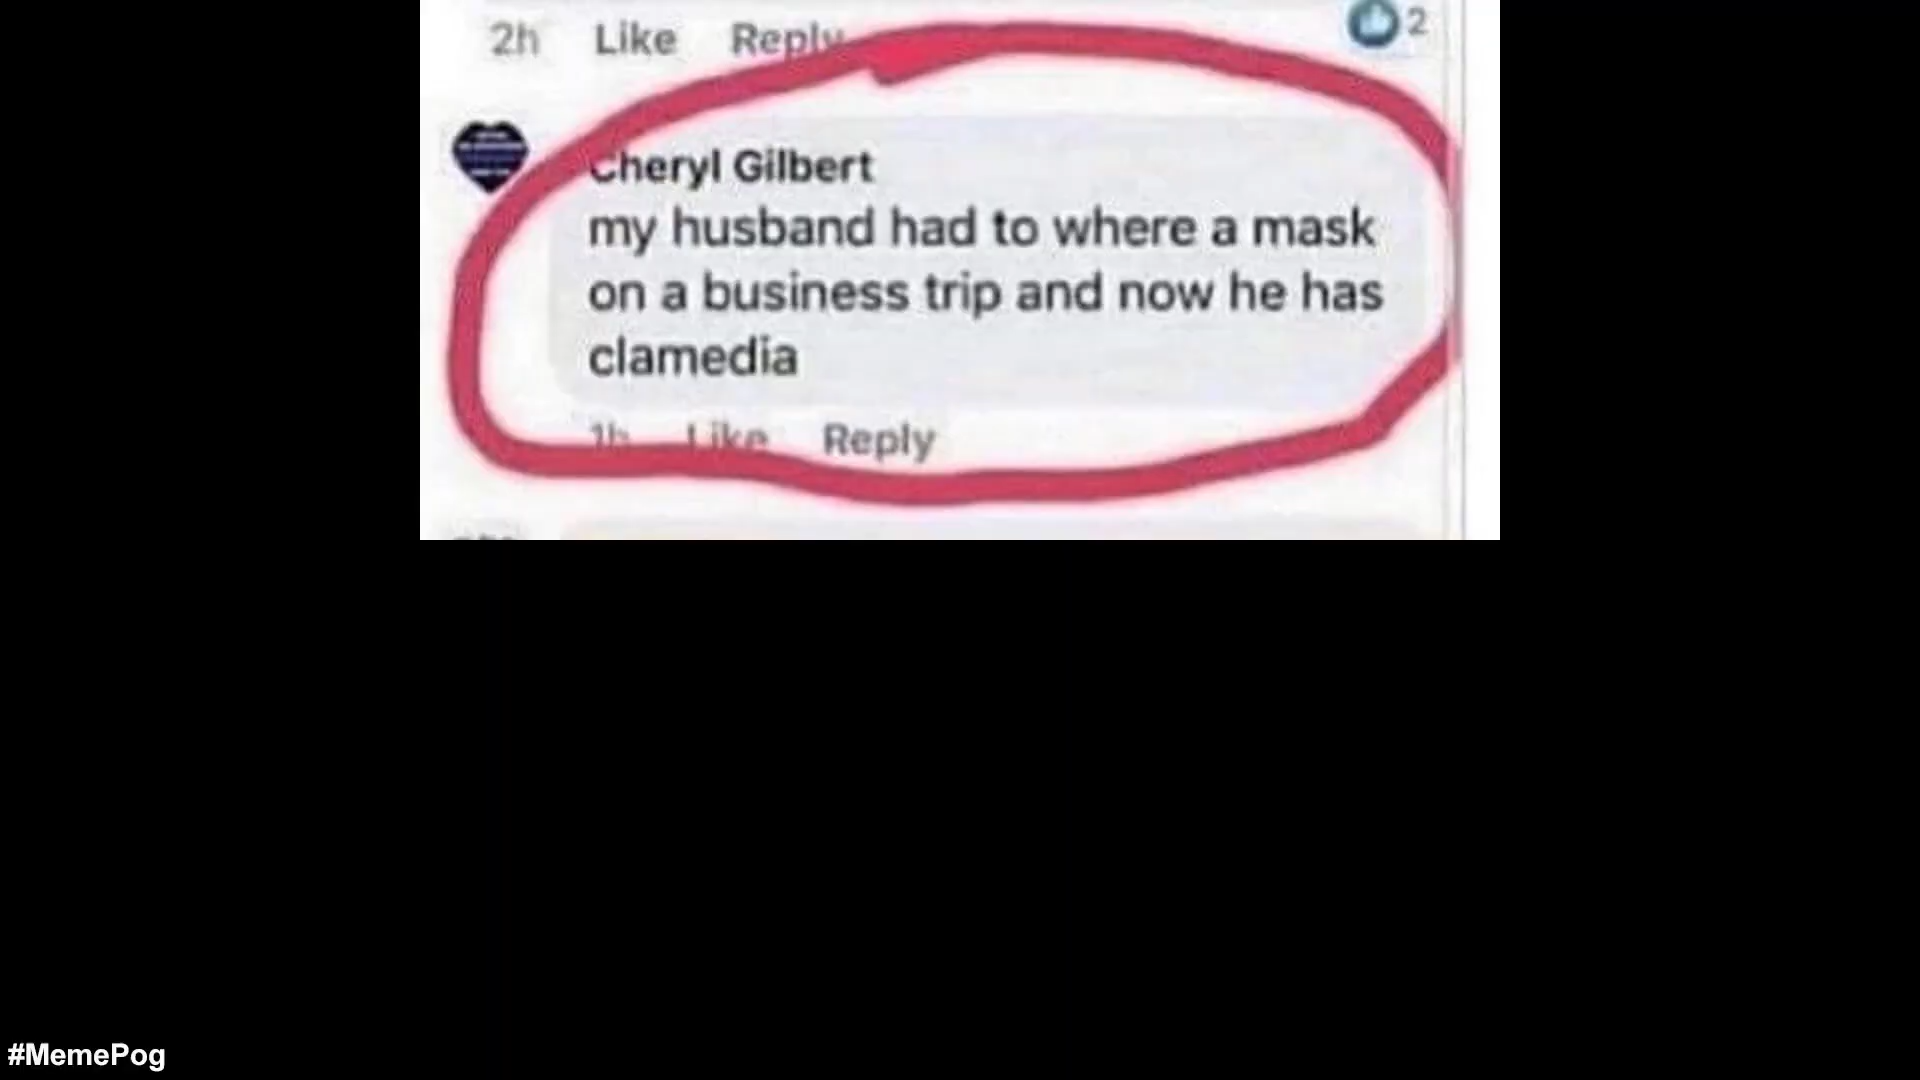 2h Like Reply 2
Cheryl Gilbert
my husband had to where a mask
on a business trip and now he has
clamedia
1h Like Reply
#MemePog